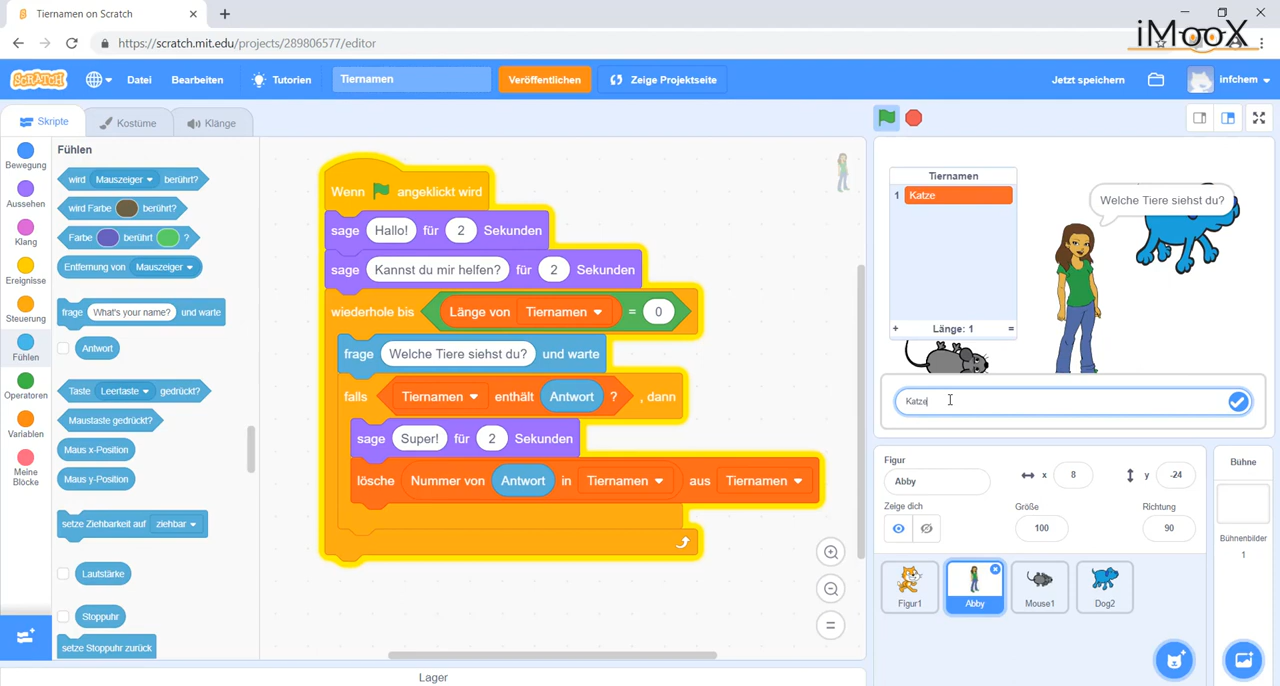 Tiernamen on Scratch
iMooX
https://scratch.mit.edu/projects/289806577/editor
SCRATCH
Datei
Bearbeiten
Tutorien
Tiernamen
Veröffentlichen
Zeige Projektseite
Jetzt speichern
infchem
Skripte
Kostüme
Klänge
Bewegung
Aussehen
Klang
Ereignisse
Steuerung
Fühlen
Operatoren
Variablen
Meine
Blöcke
Fühlen
wird Mauszeiger berührt?
wird Farbe berührt?
Farbe berührt ?
Entfernung von Mauszeiger
frage What's your name? und warte
Antwort
Taste Leertaste gedrückt?
Maustaste gedrückt?
Maus x-Position
Maus y-Position
setze Ziehbarkeit auf ziehbar
Lautstärke
Stoppuhr
setze Stoppuhr zurück
Wenn angeklickt wird
sage Hallo! für 2 Sekunden
sage Kannst du mir helfen? für 2 Sekunden
wiederhole bis Länge von Tiernamen = 0
frage Welche Tiere siehst du? und warte
falls Tiernamen enthält Antwort ? , dann
sage Super! für 2 Sekunden
lösche Nummer von Antwort in Tiernamen aus Tiernamen
Lager
Tiernamen
1 Katze
+ Länge: 1 =
Welche Tiere siehst du?
Katze
Figur
Abby
x 8
y -24
Zeige dich
Größe
100
Richtung
90
Figur1
Abby
Mouse1
Dog2
Bühne
Bühnenbilder
1